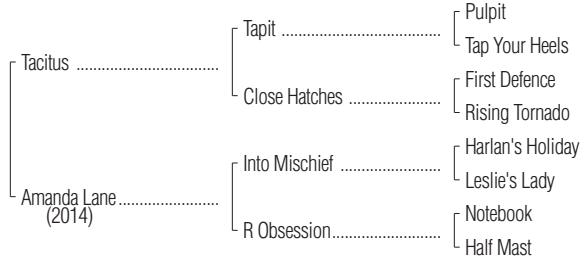 Pulpit
Tapit ................................................
Tap Your Heels
Tacitus ..........................................
First Defence
Close Hatches ............................
Rising Tornado
Harlan's Holiday
Into Mischief ..............................
Leslie's Lady
Amanda Lane..............................
(2014)
Notebook
R Obsession.................................
Half Mast